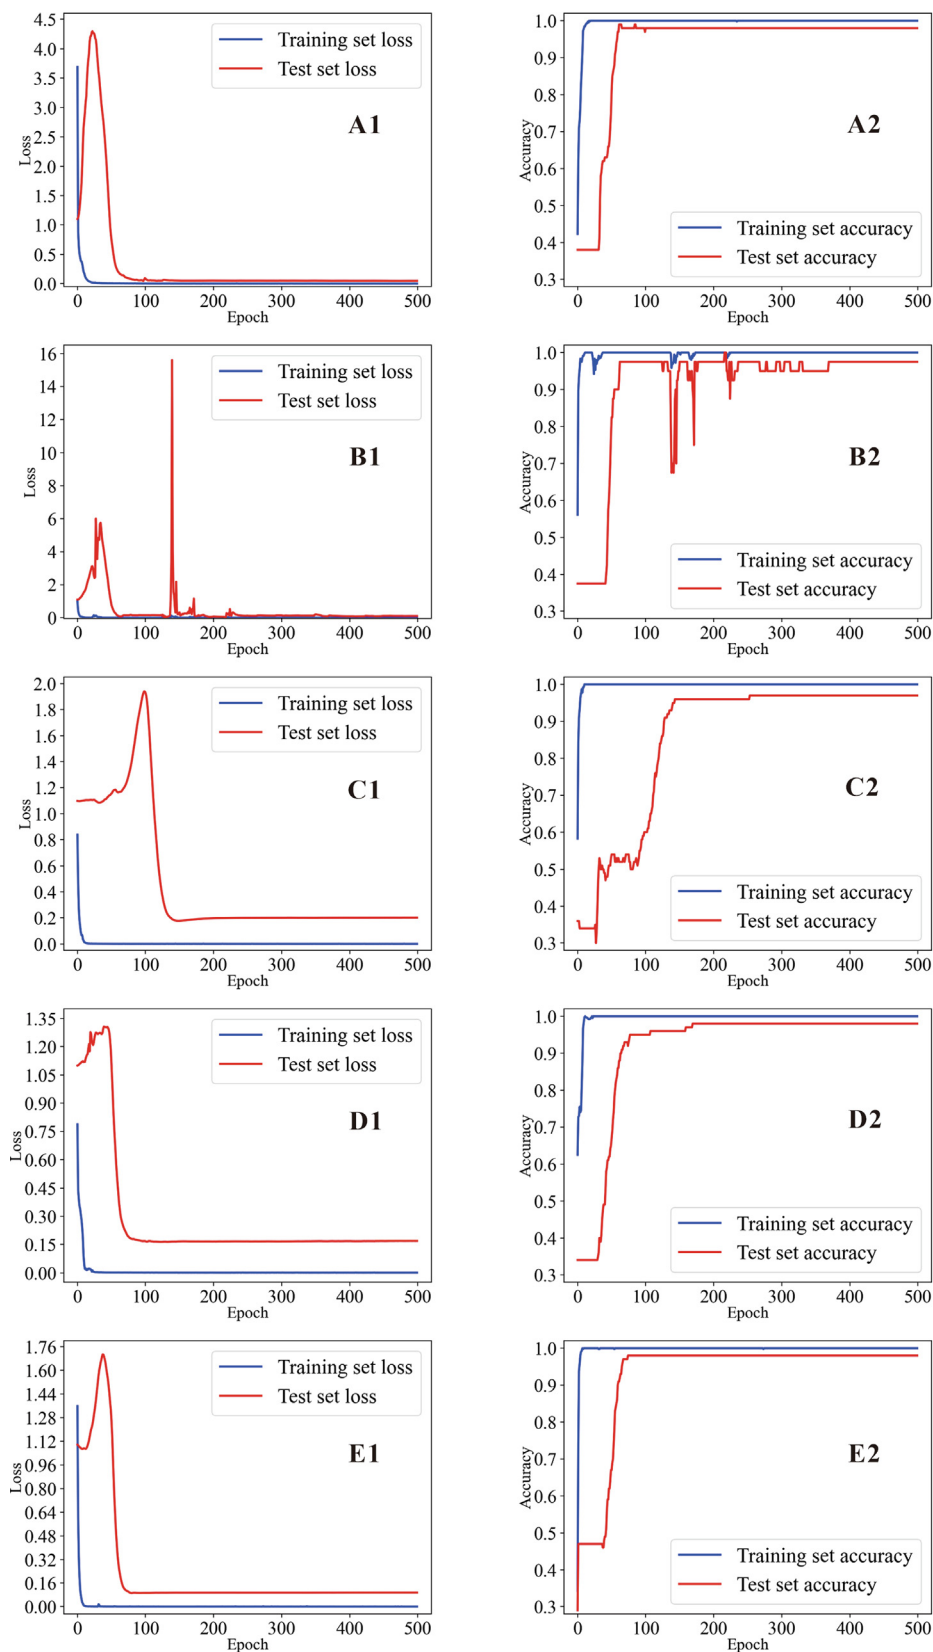 4.5
4.0
3.5
3.0
2.5
2.0
1.5
1.0
0.5
0.0
Loss
0 100 200 300 400 500
Epoch
Training set loss
Test set loss
A1
1.0
0.9
0.8
0.7
0.6
0.5
0.4
0.3
Accuracy
0 100 200 300 400 500
Epoch
A2
Training set accuracy
Test set accuracy
16
14
12
10
8
6
4
2
0
Loss
0 100 200 300 400 500
Epoch
Training set loss
Test set loss
B1
1.0
0.9
0.8
0.7
0.6
0.5
0.4
0.3
Accuracy
0 100 200 300 400 500
Epoch
B2
Training set accuracy
Test set accuracy
2.0
1.8
1.6
1.4
1.2
1.0
0.8
0.6
0.4
0.2
0.0
Loss
0 100 200 300 400 500
Epoch
Training set loss
Test set loss
C1
1.0
0.9
0.8
0.7
0.6
0.5
0.4
0.3
Accuracy
0 100 200 300 400 500
Epoch
C2
Training set accuracy
Test set accuracy
1.35
1.20
1.05
0.90
0.75
0.60
0.45
0.30
0.15
0.00
Loss
0 100 200 300 400 500
Epoch
Training set loss
Test set loss
D1
1.0
0.9
0.8
0.7
0.6
0.5
0.4
0.3
Accuracy
0 100 200 300 400 500
Epoch
D2
Training set accuracy
Test set accuracy
1.76
1.60
1.44
1.28
1.12
0.96
0.80
0.64
0.48
0.32
0.16
0.00
Loss
0 100 200 300 400 500
Epoch
Training set loss
Test set loss
E1
1.0
0.9
0.8
0.7
0.6
0.5
0.4
0.3
Accuracy
0 100 200 300 400 500
Epoch
E2
Training set accuracy
Test set accuracy